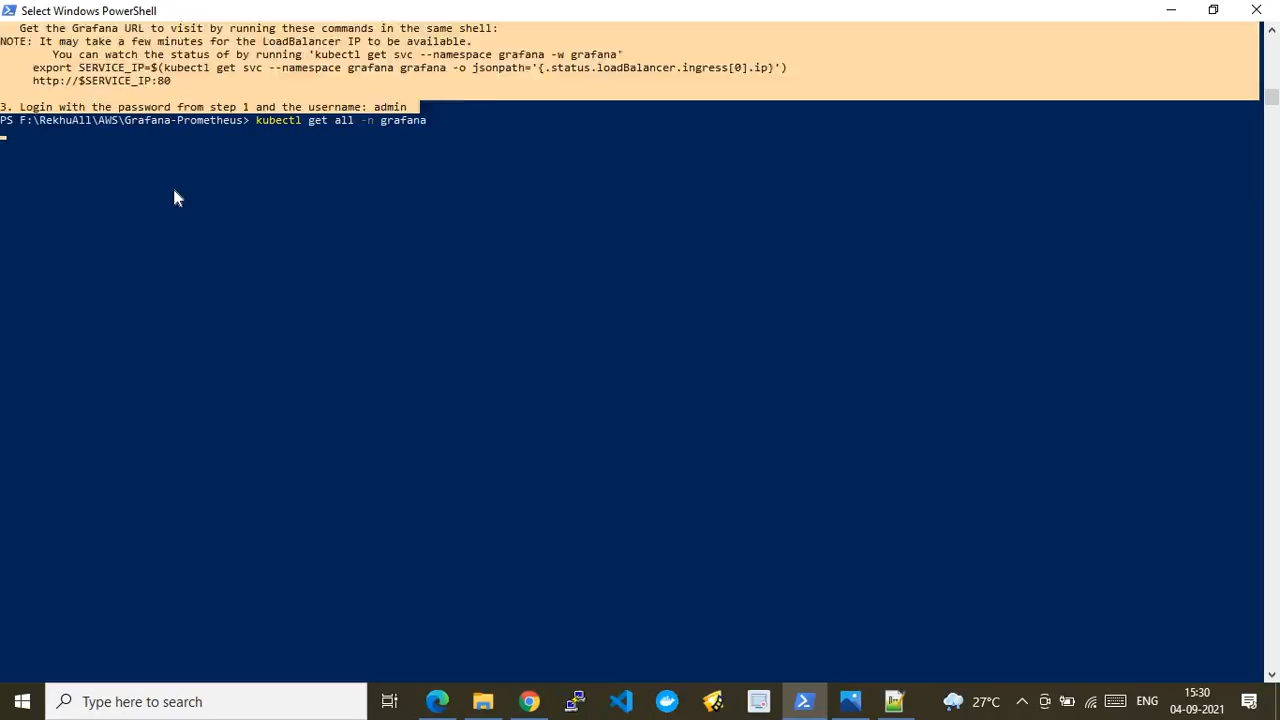 Select Windows PowerShell
Get the Grafana URL to visit by running these commands in the same shell:
NOTE: It may take a few minutes for the LoadBalancer IP to be available.
You can watch the status of by running 'kubectl get svc --namespace grafana -w grafana'
export SERVICE_IP=$(kubectl get svc --namespace grafana grafana -o jsonpath='{.status.loadBalancer.ingress[0].ip}')
http://$SERVICE_IP:80
3. Login with the password from step 1 and the username: admin
PS F:\RekhuAll\AWS\Grafana-Prometheus> kubectl get all -n grafana
Type here to search
27°C
ENG
15:30
04-09-2021